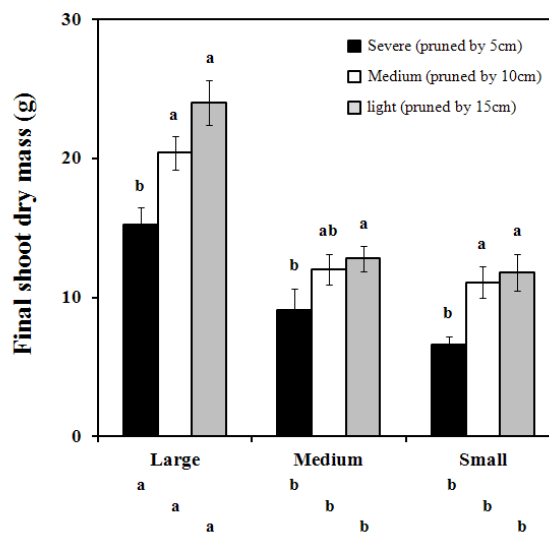 Final shoot dry mass (g)
30
20
10
0
Severe (pruned by 5cm)
Medium (pruned by 10cm)
light (pruned by 15cm)
b
a
a
b
ab
a
b
a
a
Large
Medium
Small
a
a
a
b
b
b
b
b
b